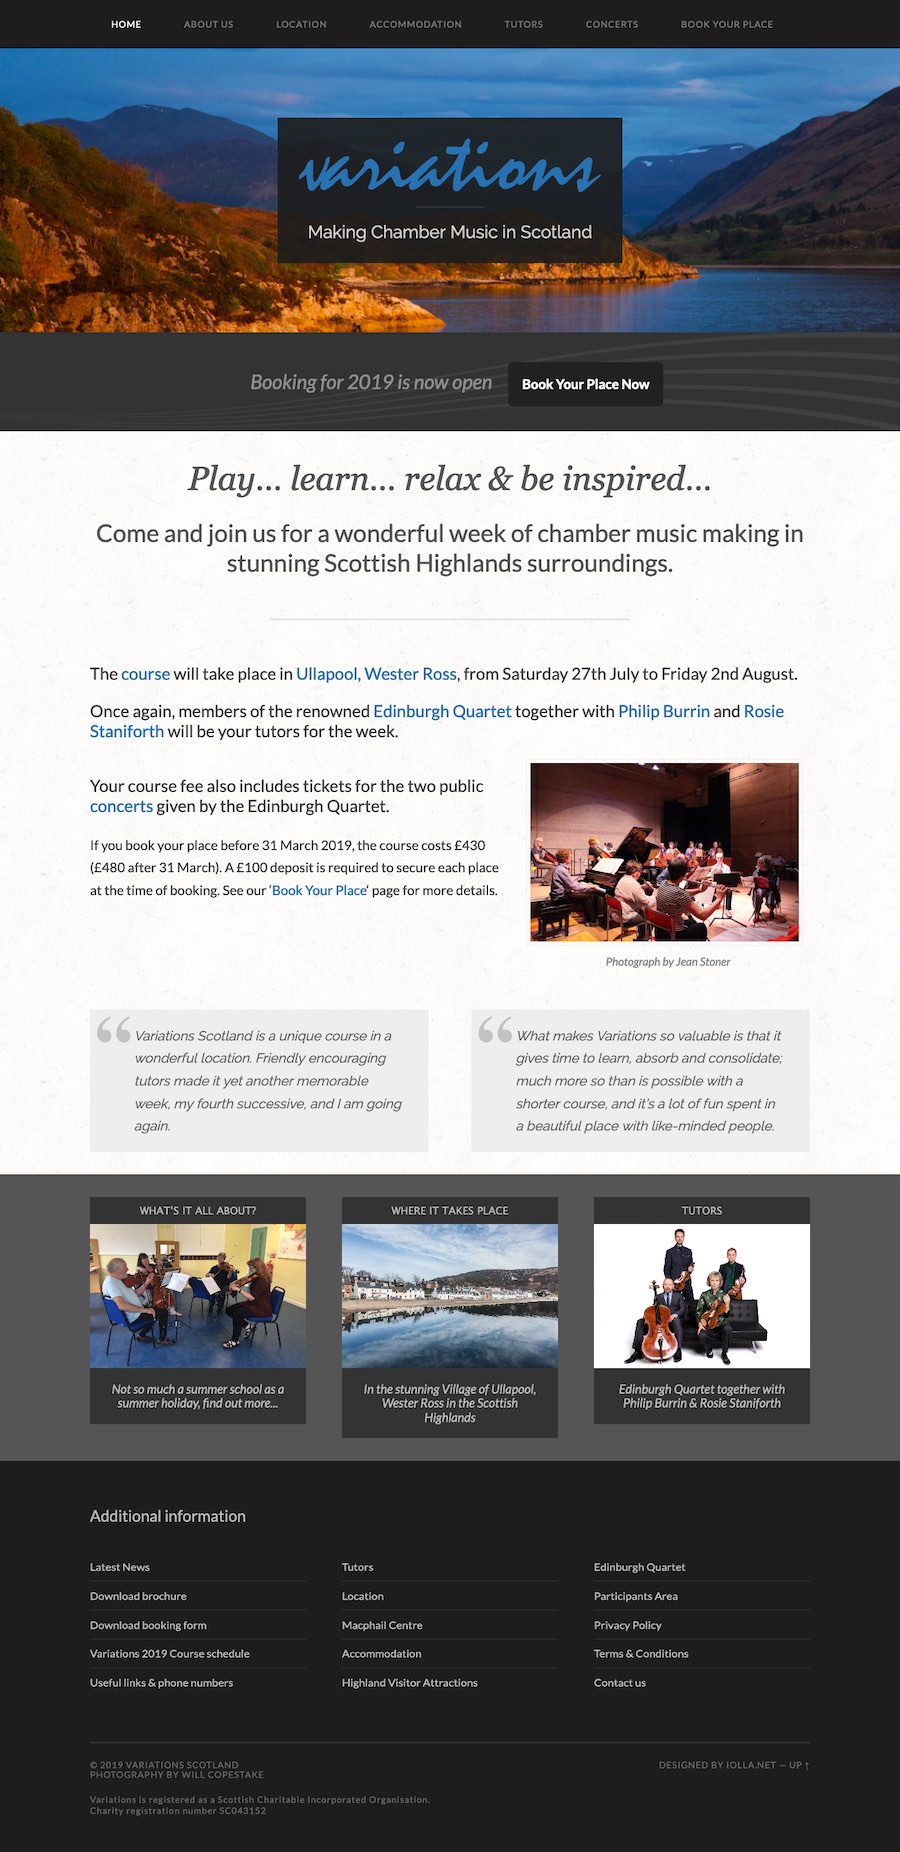 HOME ABOUT US LOCATION ACCOMMODATION TUTORS CONCERTS BOOK YOUR PLACE
variations
Making Chamber Music in Scotland
Booking for 2019 is now open Book Your Place Now
Play... learn... relax & be inspired...
Come and join us for a wonderful week of chamber music making in
stunning Scottish Highlands surroundings.
The course will take place in Ullapool, Wester Ross, from Saturday 27th July to Friday 2nd August.
Once again, members of the renowned Edinburgh Quartet together with Philip Burrin and Rosie
Staniforth will be your tutors for the week.
Your course fee also includes tickets for the two public
concerts given by the Edinburgh Quartet.
If you book your place before 31 March 2019, the course costs £430
(£480 after 31 March). A £100 deposit is required to secure each place
at the time of booking. See our ‘Book Your Place‘ page for more details.
Photograph by Jean Stoner
“ Variations Scotland is a unique course in a
wonderful location. Friendly encouraging
tutors made it yet another memorable
week, my fourth successive, and I am going
again.
“ What makes Variations so valuable is that it
gives time to learn, absorb and consolidate;
much more so than is possible with a
shorter course, and it’s a lot of fun spent in
a beautiful place with like-minded people.
WHAT’S IT ALL ABOUT?
Not so much a summer school as a
summer holiday, find out more...
WHERE IT TAKES PLACE
In the stunning Village of Ullapool,
Wester Ross in the Scottish
Highlands
TUTORS
Edinburgh Quartet together with
Philip Burrin & Rosie Staniforth
Additional information
Latest News
Download brochure
Download booking form
Variations 2019 Course schedule
Useful links & phone numbers
Tutors
Location
Macphail Centre
Accommodation
Highland Visitor Attractions
Edinburgh Quartet
Participants Area
Privacy Policy
Terms & Conditions
Contact us
© 2019 VARIATIONS SCOTLAND
PHOTOGRAPHY BY WILL COPESTAKE
Variations is registered as a Scottish Charitable Incorporated Organisation.
Charity registration number SC043152
DESIGNED BY IOLLA.NET — UP ↑